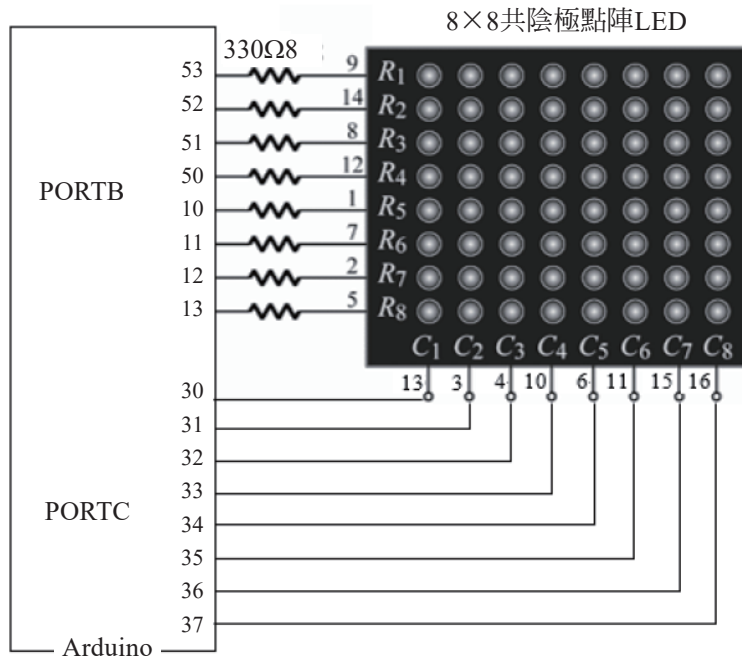 8×8共陰極點陣LED
330Ω8
53 9 R1
52 14 R2
51 8 R3
50 12 R4
PORTB
10 1 R5
11 7 R6
12 2 R7
13 5 R8
C1 C2 C3 C4 C5 C6 C7 C8
13 3 4 10 6 11 15 16
30
31
32
33
PORTC
34
35
36
37
Arduino